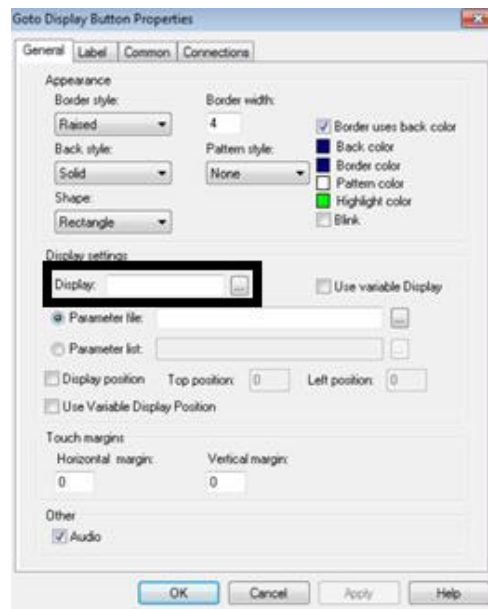 Goto Display Button Properties
General Label Common Connections
Appearance
Border style: Border width:
Raised 4 Border uses back color
Back style: Pattern style: Back color
Solid None Border color
Pattern color
Shape: Highlight color
Rectangle Blink
Display settings
Display: ... Use variable Display
Parameter file: ...
Parameter list: ...
Display position Top position: 0 Left position: 0
Use Variable Display Position
Touch margins
Horizontal margin: Vertical margin:
0 0
Other
Audio
OK Cancel Apply Help